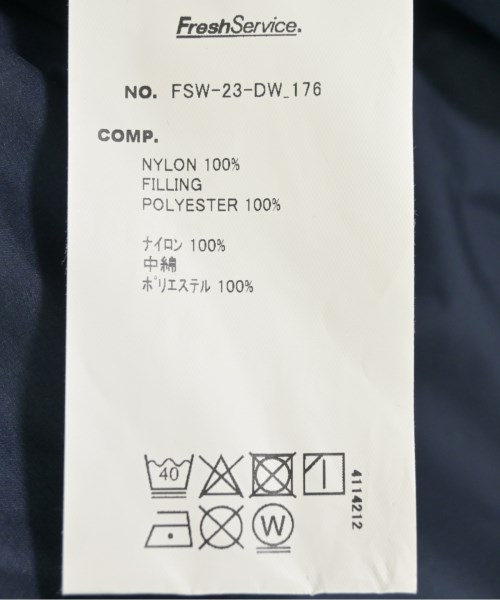 FreshService.
NO. FSW-23-DW_176
COMP.
NYLON 100%
FILLING
POLYESTER 100%
ナイロン 100%
中綿
ポリエステル 100%
40
W
4114212